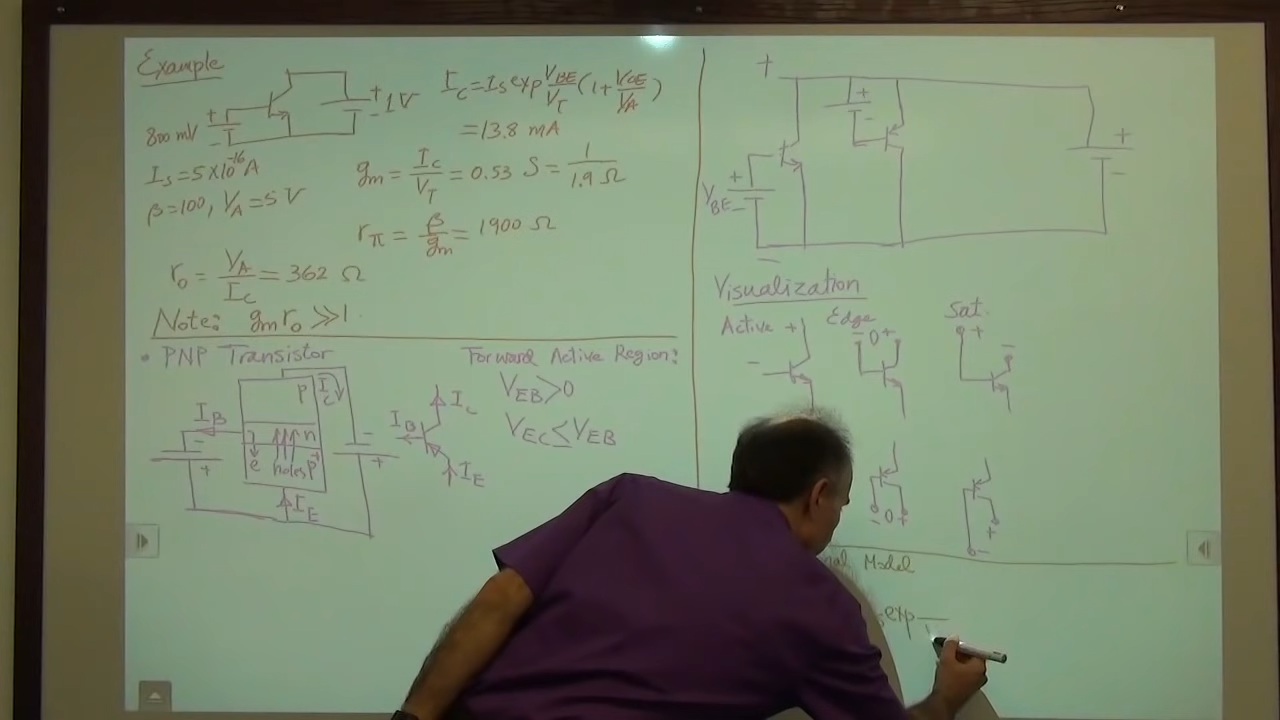 Example
+ 800 mV -
+ 1V -
I_C = I_S exp V_BE/V_T (1 + V_CE/V_A)
= 13.8 mA
I_S = 5 × 10^-16 A
β = 100, V_A = 5 V
g_m = I_C/V_T = 0.53 S = 1/1.9 Ω
r_π = β/g_m = 1900 Ω
r_o = V_A/I_C = 362 Ω
Note: g_m r_o ≫ 1
• PNP Transistor
Forward Active Region:
V_EB > 0
V_EC ≤ V_EB
I_B
p I_C
n
e holes p+
I_E
- +
- +
I_C
I_B
I_E
+
+ -
+ V_BE -
+ -
-
Visualization
Active Edge Sat.
+ -
- 0 +
+ -
- 0 +
+ -
Model
exp